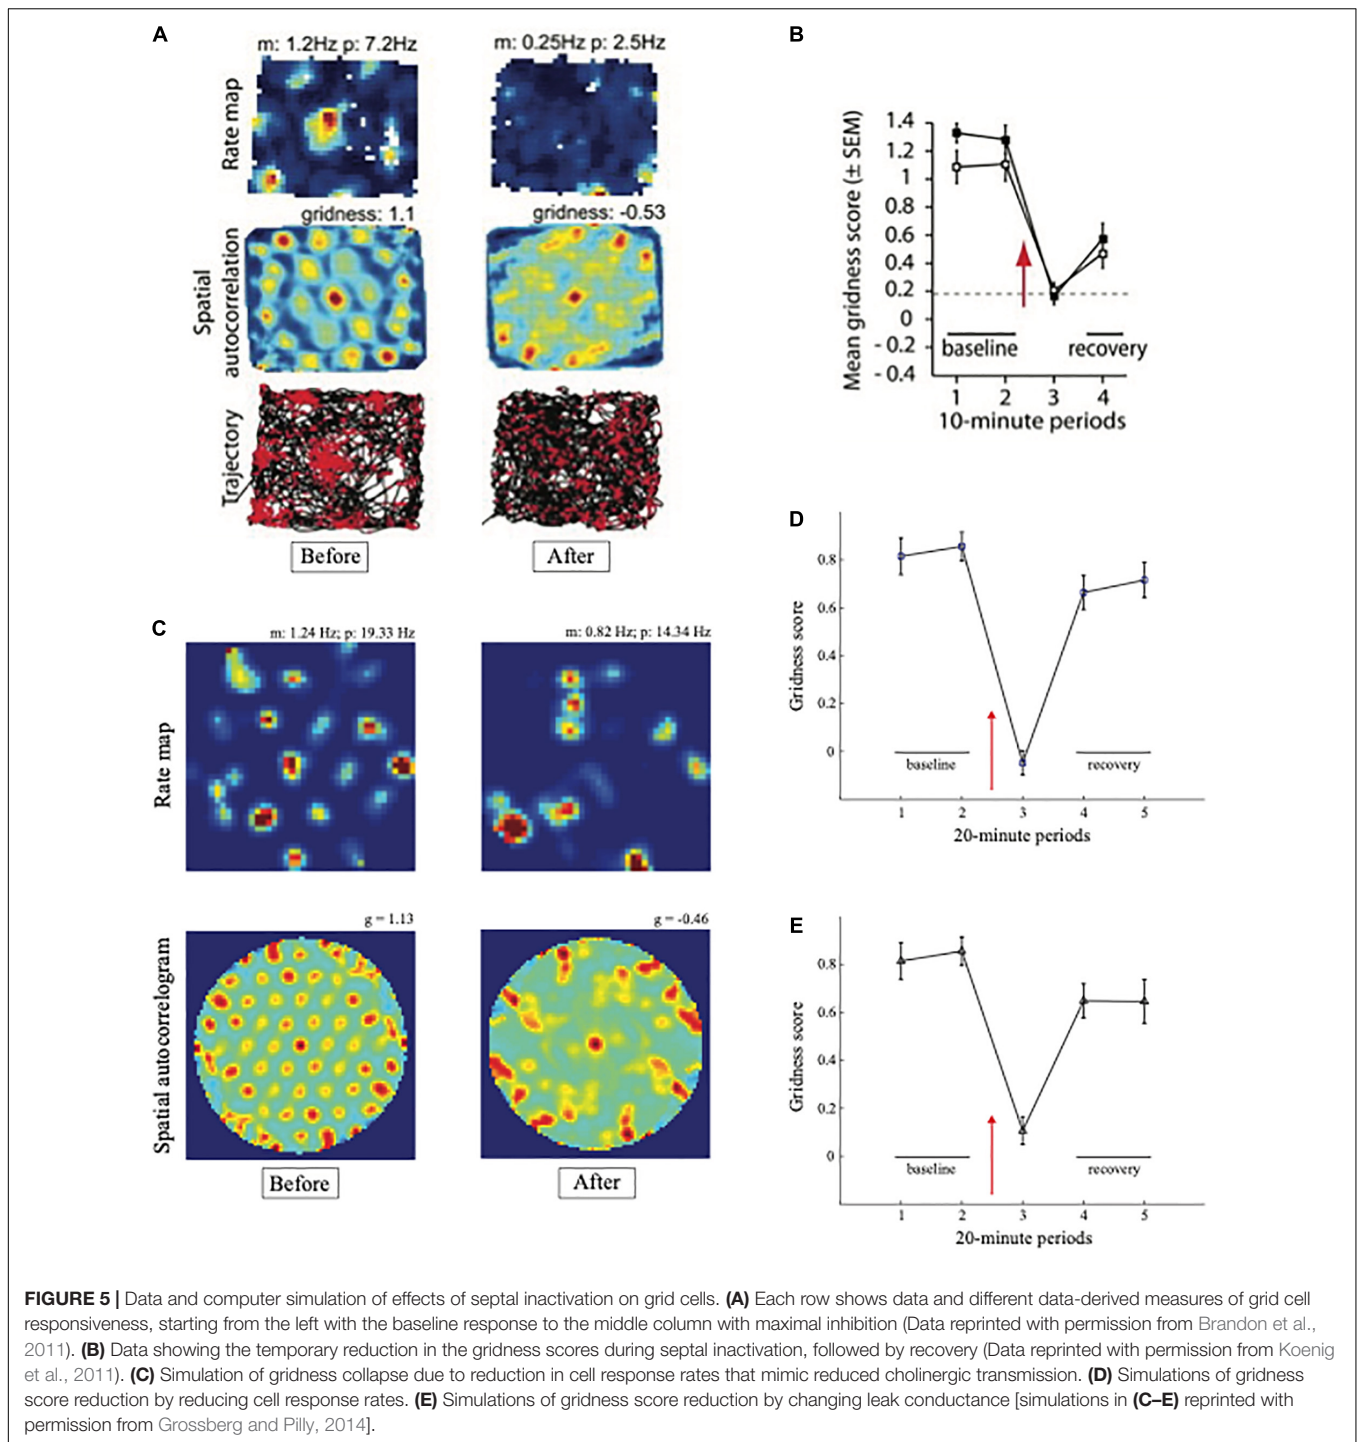 A
m: 1.2Hz p: 7.2Hz
m: 0.25Hz p: 2.5Hz
Rate map
gridness: 1.1
gridness: -0.53
Spatial
autocorrelation
Trajectory
Before
After
B
Mean gridness score (± SEM)
1.4
1.2
1
0.8
0.6
0.4
0.2
0
- 0.2
- 0.4
baseline
recovery
1 2 3 4
10-minute periods
C
m: 1.24 Hz; p: 19.33 Hz
m: 0.82 Hz; p: 14.34 Hz
Rate map
g = 1.13
g = -0.46
Spatial autocorrelogram
Before
After
D
Gridness score
0.8
0.6
0.4
0.2
0
baseline
recovery
1 2 3 4 5
20-minute periods
E
Gridness score
0.8
0.6
0.4
0.2
0
baseline
recovery
1 2 3 4 5
20-minute periods
FIGURE 5 | Data and computer simulation of effects of septal inactivation on grid cells. (A) Each row shows data and different data-derived measures of grid cell
responsiveness, starting from the left with the baseline response to the middle column with maximal inhibition (Data reprinted with permission from Brandon et al.,
2011). (B) Data showing the temporary reduction in the gridness scores during septal inactivation, followed by recovery (Data reprinted with permission from Koenig
et al., 2011). (C) Simulation of gridness collapse due to reduction in cell response rates that mimic reduced cholinergic transmission. (D) Simulations of gridness
score reduction by reducing cell response rates. (E) Simulations of gridness score reduction by changing leak conductance [simulations in (C–E) reprinted with
permission from Grossberg and Pilly, 2014].